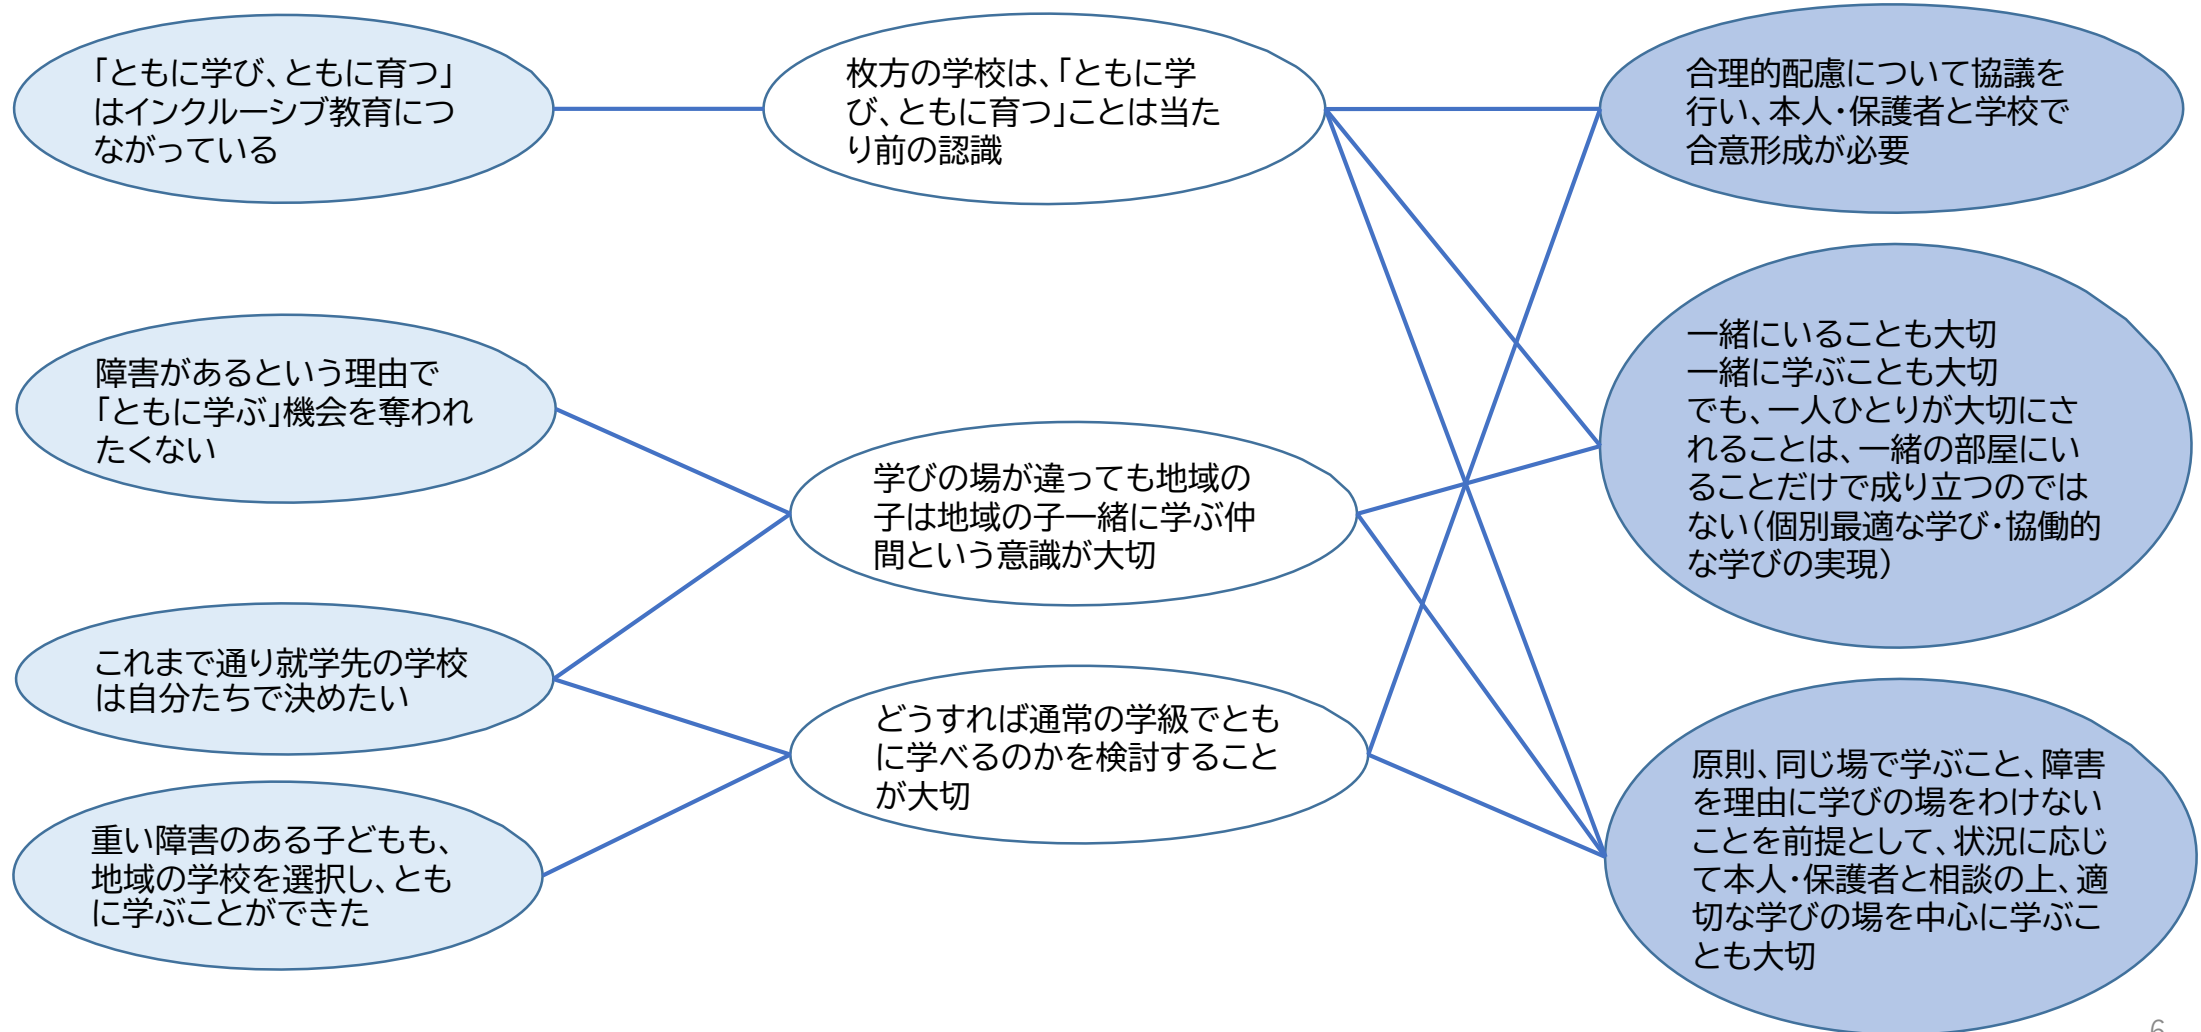 「ともに学び、ともに育つ」
はインクルーシブ教育につ
ながっている
枚方の学校は、「ともに学
び、ともに育つ」ことは当た
り前の認識
合理的配慮について協議を
行い、本人・保護者と学校で
合意形成が必要
障害があるという理由で
「ともに学ぶ」機会を奪われ
たくない
学びの場が違っても地域の
子は地域の子一緒に学ぶ仲
間という意識が大切
一緒にいることも大切
一緒に学ぶことも大切
でも、一人ひとりが大切にさ
れることは、一緒の部屋にい
ることだけで成り立つのでは
ない(個別最適な学び・協働的
な学びの実現)
これまで通り就学先の学校
は自分たちで決めたい
どうすれば通常の学級でとも
に学べるのかを検討すること
が大切
重い障害のある子どもも、
地域の学校を選択し、とも
に学ぶことができた
原則、同じ場で学ぶこと、障害
を理由に学びの場をわけない
ことを前提として、状況に応じ
て本人・保護者と相談の上、適
切な学びの場を中心に学ぶこ
とも大切
6